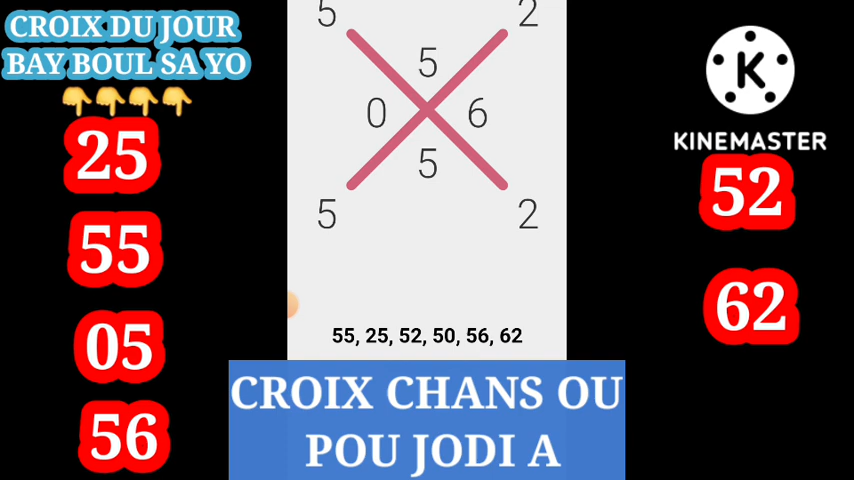 CROIX DU JOUR
BAY BOUL SA YO
👇👇👇👇
25
55
05
56
5 2
5
0 6
5
5 2
55, 25, 52, 50, 56, 62
CROIX CHANS OU
POU JODI A
K
KINEMASTER
52
62